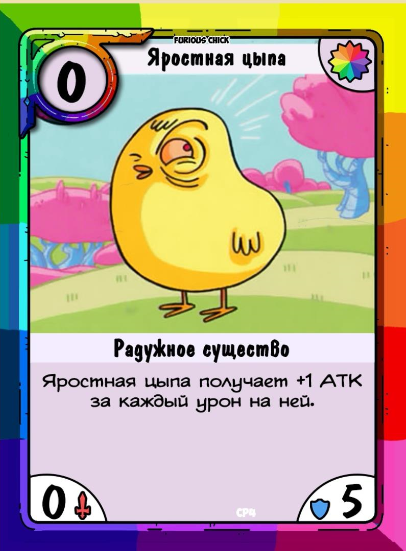 FURIOUS CHICK
Яростная цыпа
0
Радужное существо
Яростная цыпа получает +1 АТК
за каждый урон на ней.
0
CP4
5